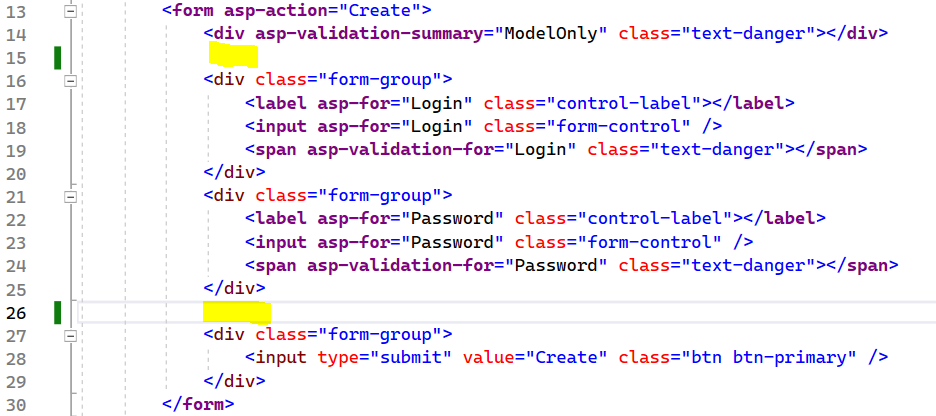 13 <form asp-action="Create">
14 <div asp-validation-summary="ModelOnly" class="text-danger"></div>
15
16 <div class="form-group">
17 <label asp-for="Login" class="control-label"></label>
18 <input asp-for="Login" class="form-control" />
19 <span asp-validation-for="Login" class="text-danger"></span>
20 </div>
21 <div class="form-group">
22 <label asp-for="Password" class="control-label"></label>
23 <input asp-for="Password" class="form-control" />
24 <span asp-validation-for="Password" class="text-danger"></span>
25 </div>
26
27 <div class="form-group">
28 <input type="submit" value="Create" class="btn btn-primary" />
29 </div>
30 </form>